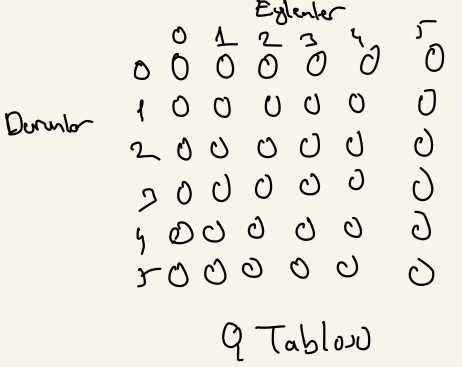 Eylemler
0 1 2 3 4 5
0 0 0 0 0 0 0
Durumlar 1 0 0 0 0 0 0
2 0 0 0 0 0 0
3 0 0 0 0 0 0
4 0 0 0 0 0 0
5 0 0 0 0 0 0
Q Tablosu